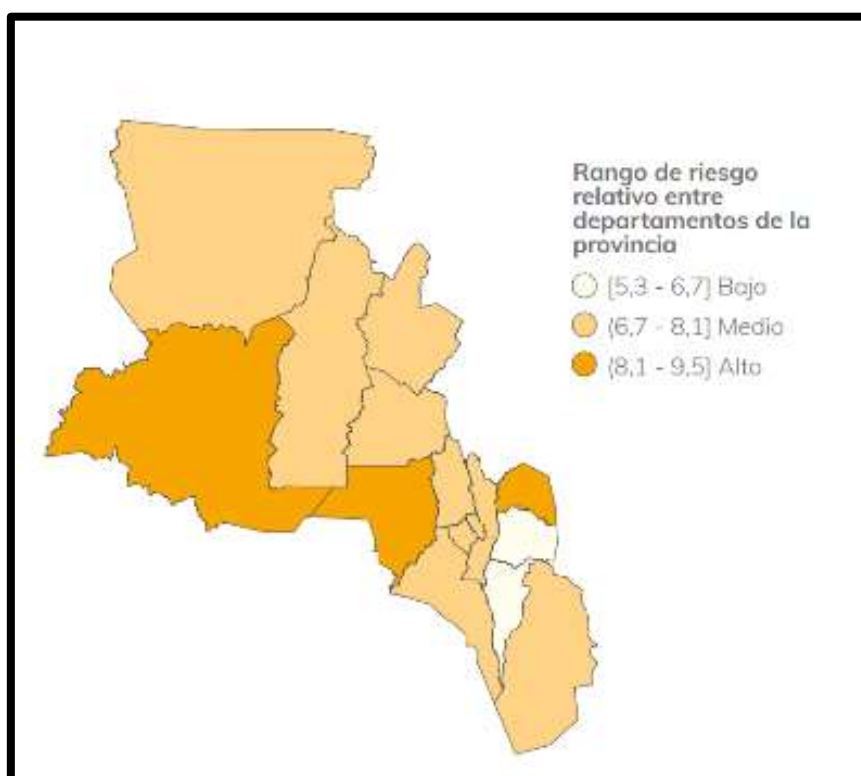 Rango de riesgo
relativo entre
departamentos de la
provincia
[5,3 - 6,7] Bajo
(6,7 - 8,1] Medio
(8,1 - 9,5] Alto